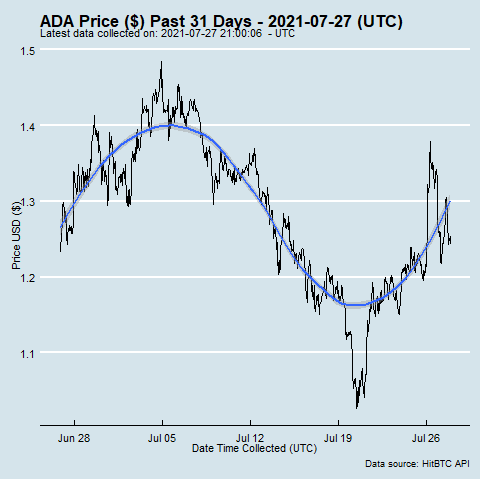 ADA Price ($) Past 31 Days - 2021-07-27 (UTC)
Latest data collected on: 2021-07-27 21:00:06 - UTC
1.5
1.4
1.3
1.2
1.1
Price USD ($)
Jun 28 Jul 05 Jul 12 Jul 19 Jul 26
Date Time Collected (UTC)
Data source: HitBTC API